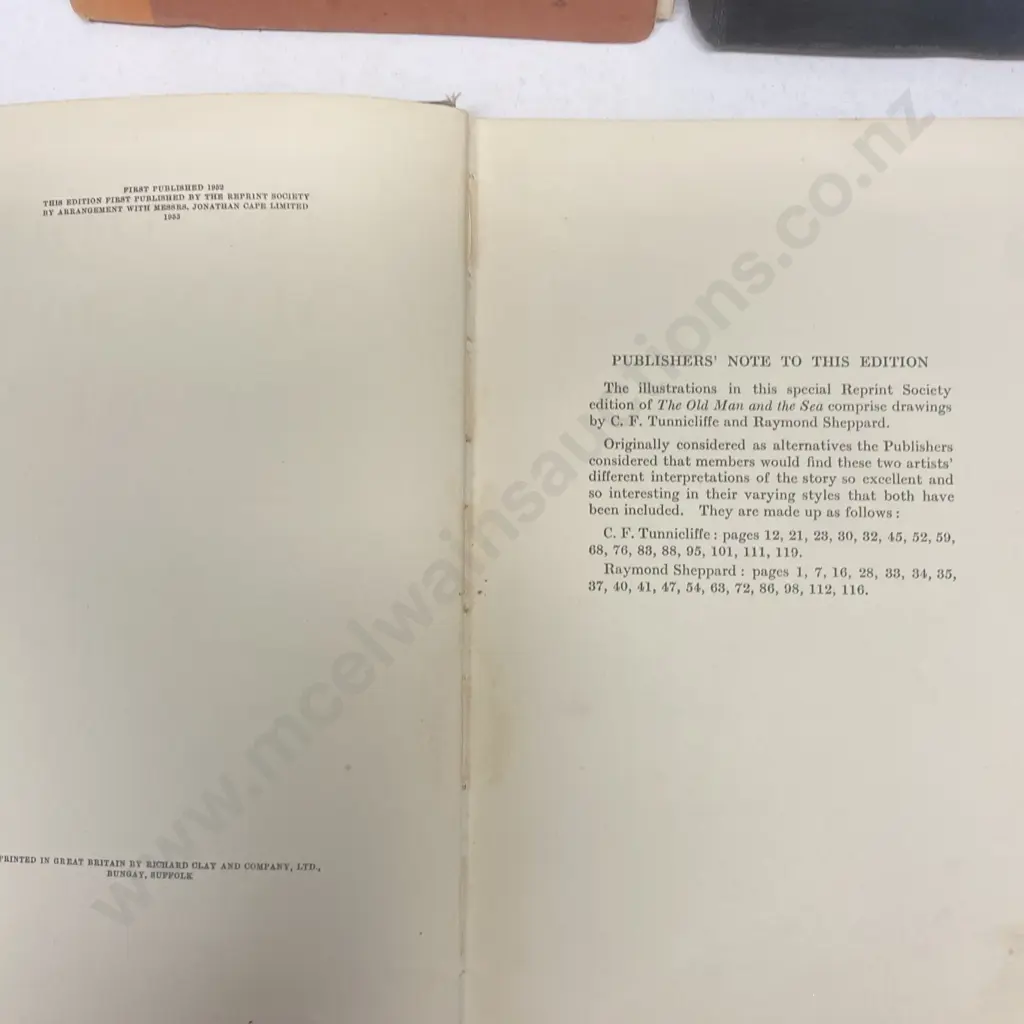 FIRST PUBLISHED 1952
THIS EDITION FIRST PUBLISHED BY THE REPRINT SOCIETY
BY ARRANGEMENT WITH MESSRS. JONATHAN CAPE LIMITED
1953
PRINTED IN GREAT BRITAIN BY RICHARD CLAY AND COMPANY, LTD.,
BUNGAY, SUFFOLK
PUBLISHERS' NOTE TO THIS EDITION
The illustrations in this special Reprint Society
edition of The Old Man and the Sea comprise drawings
by C. F. Tunnicliffe and Raymond Sheppard.
Originally considered as alternatives the Publishers
considered that members would find these two artists'
different interpretations of the story so excellent and
so interesting in their varying styles that both have
been included. They are made up as follows:
C. F. Tunnicliffe: pages 12, 21, 23, 30, 32, 45, 52, 59,
68, 76, 83, 88, 95, 101, 111, 119.
Raymond Sheppard: pages 1, 7, 16, 28, 33, 34, 35,
37, 40, 41, 47, 54, 63, 72, 86, 98, 112, 116.
www.mcelwainsauctions.co.nz